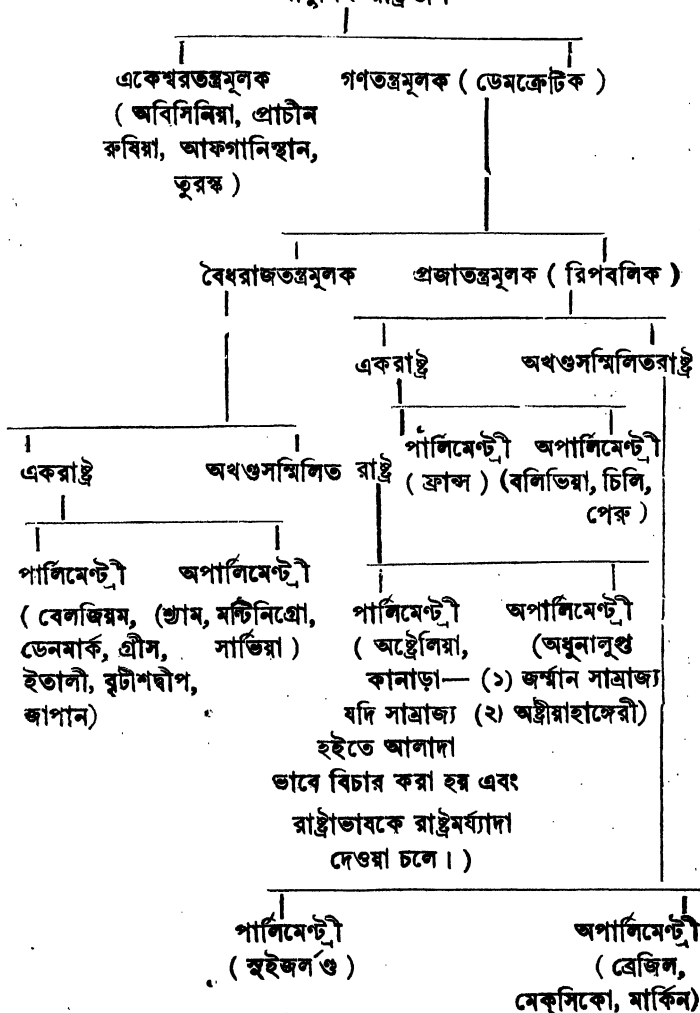 একেশ্বরতন্ত্রমূলক গণতন্ত্রমূলক ( ডেমক্রেটিক )
( অবিসিনিয়া, প্রাচীন
রুষিয়া, আফগানিস্থান,
তুরস্ক )
বৈধরাজতন্ত্রমূলক প্রজাতন্ত্রমূলক ( রিপবলিক )
একরাষ্ট্র অখণ্ডসম্মিলিতরাষ্ট্র
পার্লিমেন্ট্রী অপার্লিমেন্ট্রী
( ফ্রান্স ) (বলিভিয়া, চিলি,
পেরু )
একরাষ্ট্র অখণ্ডসম্মিলিত রাষ্ট্র
পার্লিমেন্ট্রী অপার্লিমেন্ট্রী
( বেলজিয়ম, (শ্যাম, মন্টিনিগ্রো,
ডেনমার্ক, গ্রীস, সার্ভিয়া )
ইতালী, বৃটীশদ্বীপ,
জাপান)
পার্লিমেন্ট্রী অপার্লিমেন্ট্রী
( অষ্ট্রেলিয়া, (অধুনালুপ্ত
কানাড়া— (১) জর্ম্মান সাম্রাজ্য
যদি সাম্রাজ্য (২) অষ্ট্রীয়াহাঙ্গেরী)
হইতে আলাদা
ভাবে বিচার করা হয় এবং
রাষ্ট্রাভাষকে রাষ্ট্রমর্য্যাদা
দেওয়া চলে। )
পার্লিমেন্ট্রী অপার্লিমেন্ট্রী
( সুইজর্লণ্ড ) ( ব্রেজিল,
মেক্সিকো, মার্কিন)